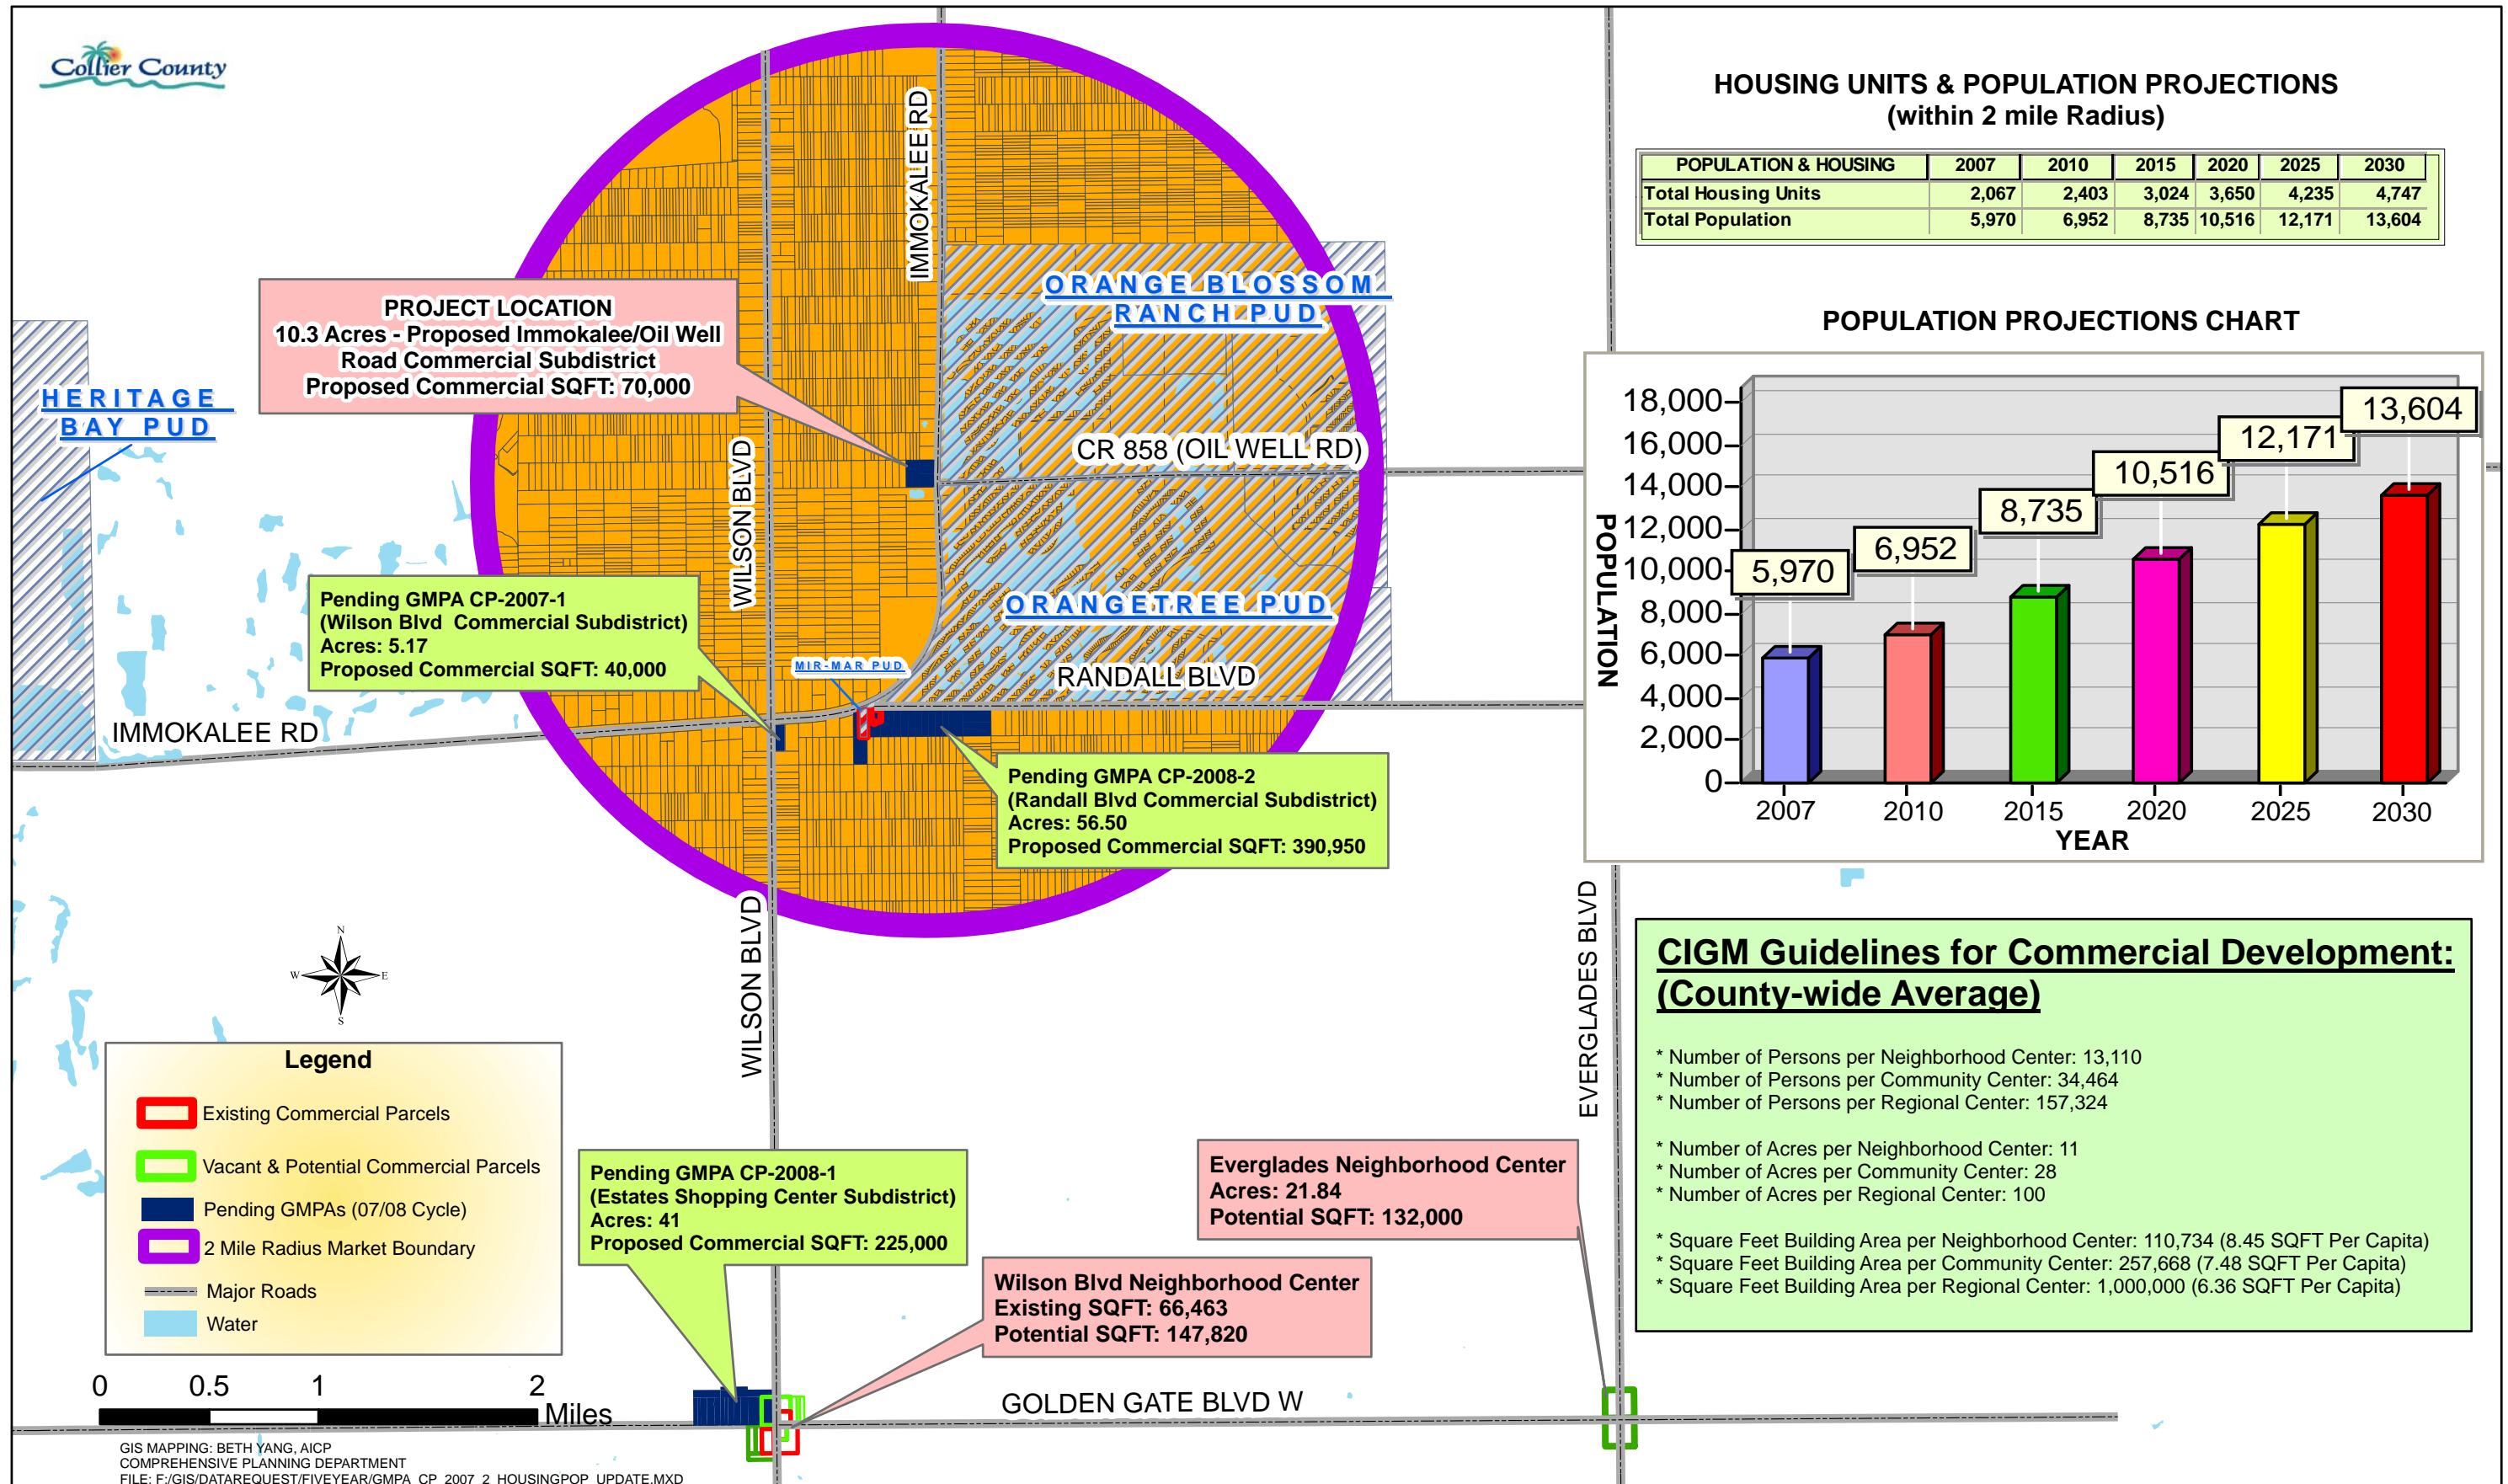 Collier County
HOUSING UNITS & POPULATION PROJECTIONS
(within 2 mile Radius)
POPULATION & HOUSING 2007 2010 2015 2020 2025 2030
Total Housing Units 2,067 2,403 3,024 3,650 4,235 4,747
Total Population 5,970 6,952 8,735 10,516 12,171 13,604
IMMOKALEE RD
PROJECT LOCATION
10.3 Acres - Proposed Immokalee/Oil Well
Road Commercial Subdistrict
Proposed Commercial SQFT: 70,000
ORANGE BLOSSOM
RANCH PUD
HERITAGE
BAY PUD
CR 858 (OIL WELL RD)
WILSON BLVD
Pending GMPA CP-2007-1
(Wilson Blvd Commercial Subdistrict)
Acres: 5.17
Proposed Commercial SQFT: 40,000
ORANGETREE PUD
MIR-MAR PUD
RANDALL BLVD
IMMOKALEE RD
Pending GMPA CP-2008-2
(Randall Blvd Commercial Subdistrict)
Acres: 56.50
Proposed Commercial SQFT: 390,950
POPULATION PROJECTIONS CHART
18,000
16,000
14,000
12,000
10,000
8,000
6,000
4,000
2,000
0
POPULATION
5,970
6,952
8,735
10,516
12,171
13,604
2007 2010 2015 2020 2025 2030
YEAR
WILSON BLVD
EVERGLADES BLVD
N
W E
S
CIGM Guidelines for Commercial Development:
(County-wide Average)
* Number of Persons per Neighborhood Center: 13,110
* Number of Persons per Community Center: 34,464
* Number of Persons per Regional Center: 157,324
* Number of Acres per Neighborhood Center: 11
* Number of Acres per Community Center: 28
* Number of Acres per Regional Center: 100
* Square Feet Building Area per Neighborhood Center: 110,734 (8.45 SQFT Per Capita)
* Square Feet Building Area per Community Center: 257,668 (7.48 SQFT Per Capita)
* Square Feet Building Area per Regional Center: 1,000,000 (6.36 SQFT Per Capita)
Legend
Existing Commercial Parcels
Vacant & Potential Commercial Parcels
Pending GMPAs (07/08 Cycle)
2 Mile Radius Market Boundary
Major Roads
Water
Pending GMPA CP-2008-1
(Estates Shopping Center Subdistrict)
Acres: 41
Proposed Commercial SQFT: 225,000
Everglades Neighborhood Center
Acres: 21.84
Potential SQFT: 132,000
Wilson Blvd Neighborhood Center
Existing SQFT: 66,463
Potential SQFT: 147,820
0 0.5 1 2
Miles
GOLDEN GATE BLVD W
GIS MAPPING: BETH YANG, AICP
COMPREHENSIVE PLANNING DEPARTMENT
FILE: F:/GIS/DATAREQUEST/FIVEYEAR/GMPA_CP_2007_2_HOUSINGPOP_UPDATE.MXD